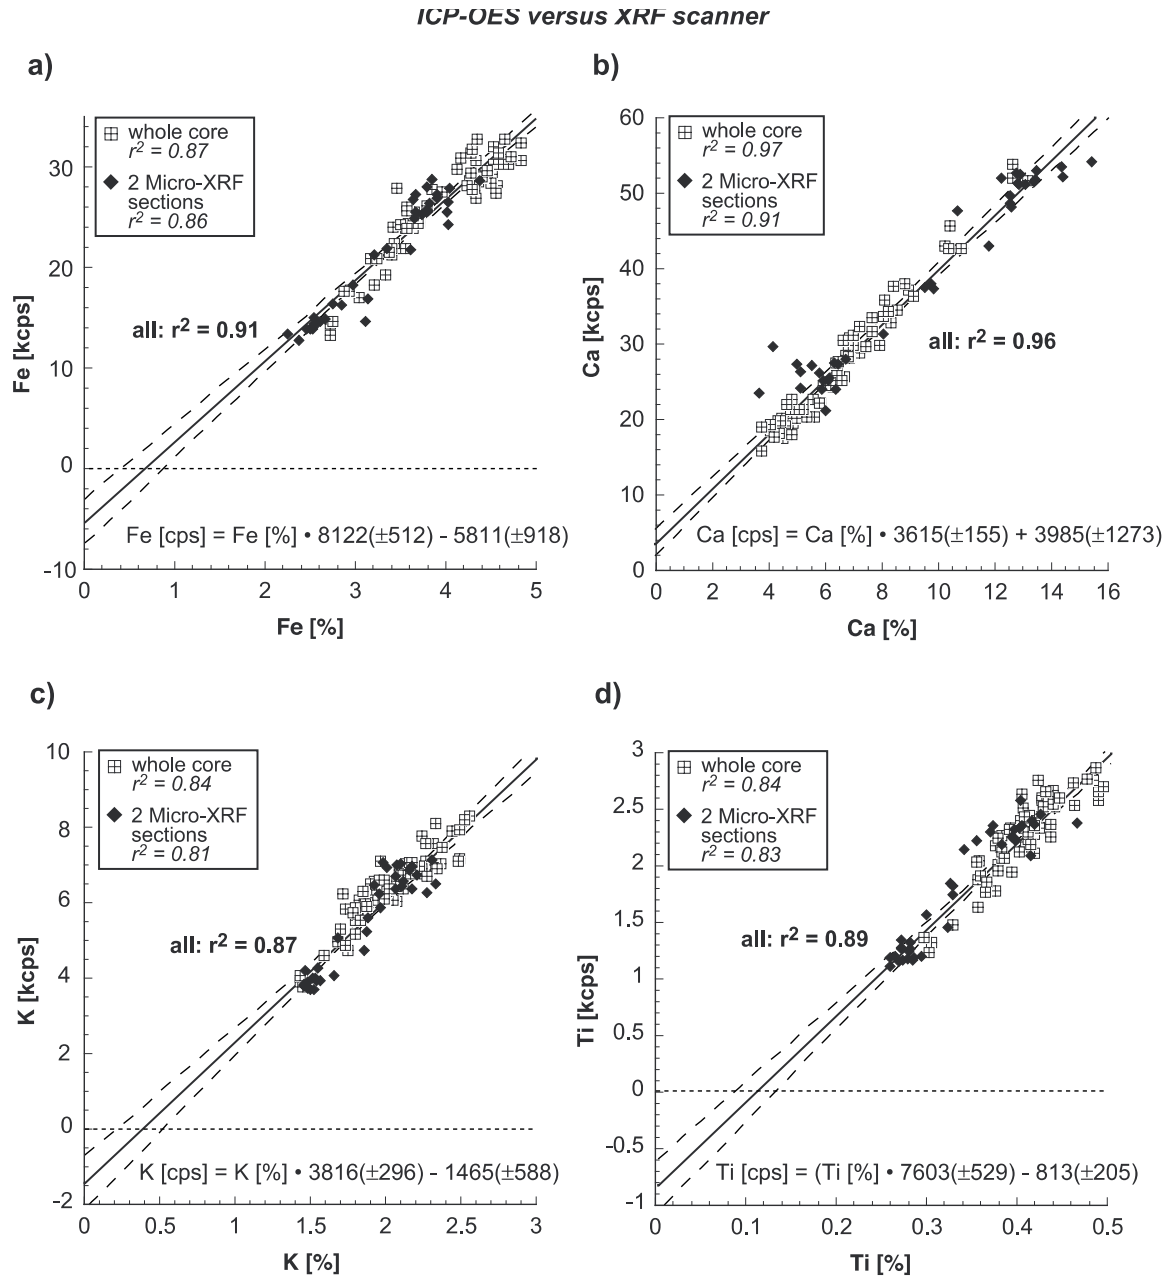 ICP-OES versus XRF scanner
a)
whole core
r² = 0.87
2 Micro-XRF
sections
r² = 0.86
all: r² = 0.91
Fe [cps] = Fe [%] • 8122(±512) - 5811(±918)
Fe [kcps]
30
20
10
0
-10
0
1
2
3
4
5
Fe [%]
b)
whole core
r² = 0.97
2 Micro-XRF
sections
r² = 0.91
all: r² = 0.96
Ca [cps] = Ca [%] • 3615(±155) + 3985(±1273)
Ca [kcps]
60
50
40
30
20
10
0
0
2
4
6
8
10
12
14
16
Ca [%]
c)
whole core
r² = 0.84
2 Micro-XRF
sections
r² = 0.81
all: r² = 0.87
K [cps] = K [%] • 3816(±296) - 1465(±588)
K [kcps]
10
8
6
4
2
0
-2
0
0.5
1
1.5
2
2.5
3
K [%]
d)
whole core
r² = 0.84
2 Micro-XRF
sections
r² = 0.83
all: r² = 0.89
Ti [cps] = (Ti [%] • 7603(±529) - 813(±205)
Ti [kcps]
3
2.5
2
1.5
1
0.5
0
-0.5
-1
0
0.1
0.2
0.3
0.4
0.5
Ti [%]